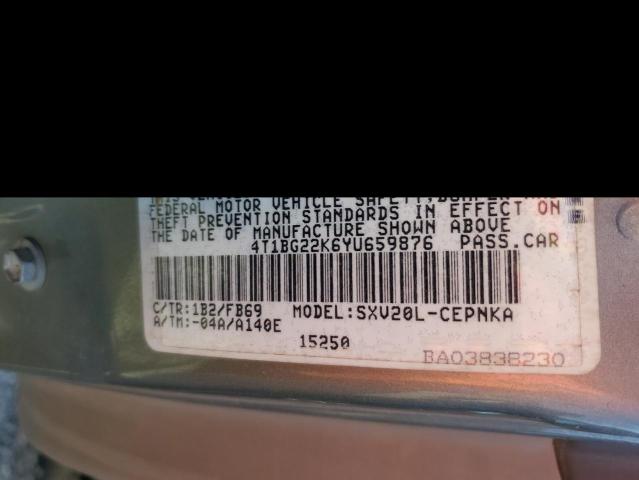 FEDERAL MOTOR VEHICLE SAFETY,
THEFT PREVENTION STANDARDS IN EFFECT ON
THE DATE OF MANUFACTURE SHOWN ABOVE
4T1BG22K6YU659876 PASS.CAR
C/TR:1B2/FB69 MODEL:SXV20L-CEPNKA
A/TM:-04A/A140E
15250
BA03838230